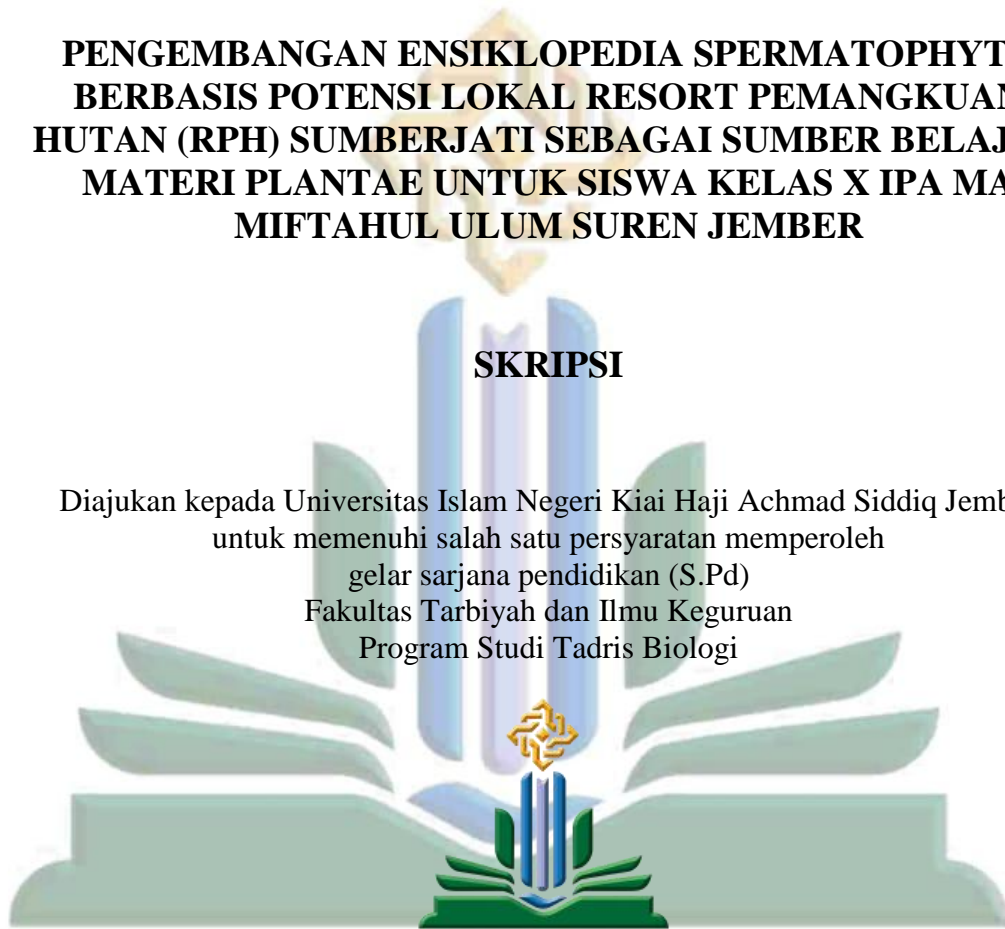 PENGEMBANGAN ENSIKLOPEDIA SPERMATOPHYT
BERBASIS POTENSI LOKAL RESORT PEMANGKUAN
HUTAN (RPH) SUMBERJATI SEBAGAI SUMBER BELAJ
MATERI PLANTAE UNTUK SISWA KELAS X IPA MA
MIFTAHUL ULUM SUREN JEMBER
SKRIPSI
Diajukan kepada Universitas Islam Negeri Kiai Haji Achmad Siddiq Jemb
untuk memenuhi salah satu persyaratan memperoleh
gelar sarjana pendidikan (S.Pd)
Fakultas Tarbiyah dan Ilmu Keguruan
Program Studi Tadris Biologi